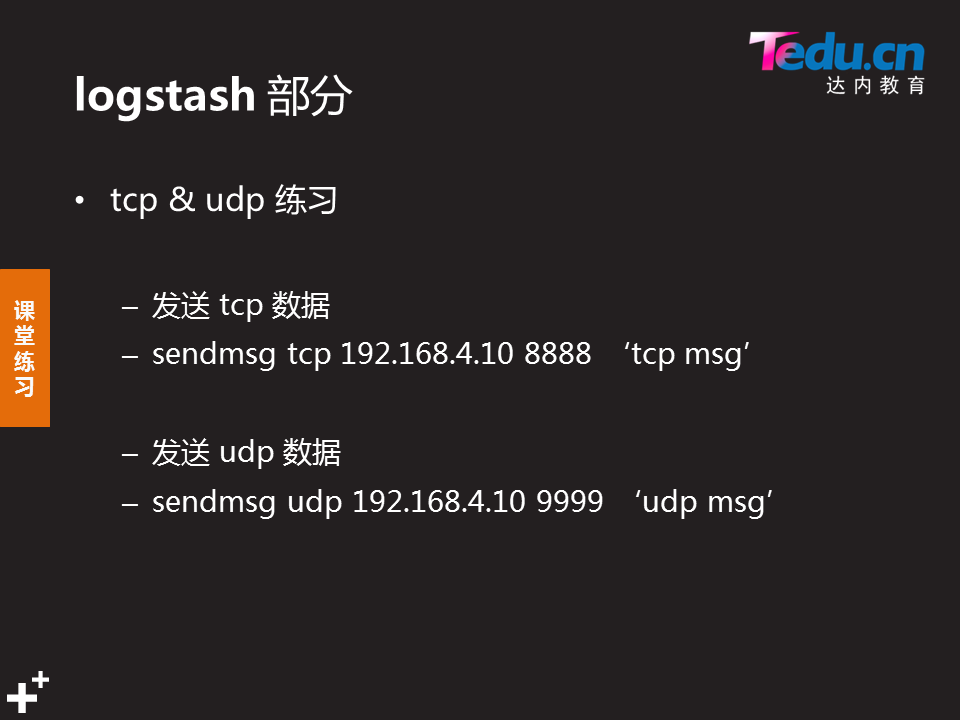 Tedu.cn
达内教育
logstash 部分
• tcp & udp 练习
– 发送 tcp 数据
– sendmsg tcp 192.168.4.10 8888 ‘tcp msg’
– 发送 udp 数据
– sendmsg udp 192.168.4.10 9999 ‘udp msg’
课
堂
练
习